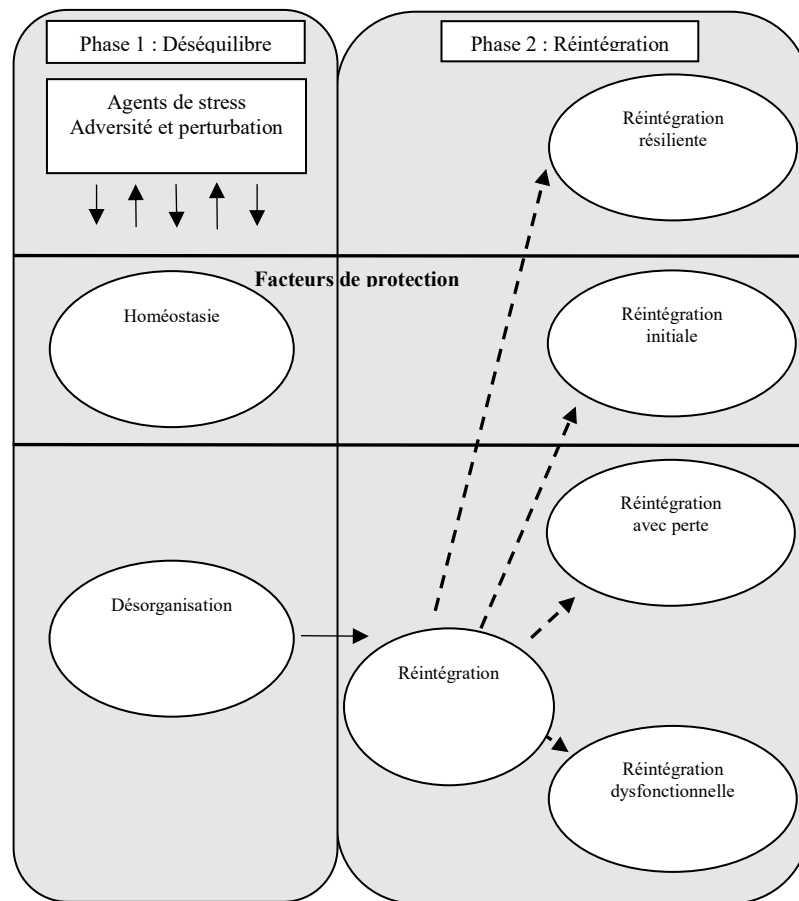 Phase 1 : Déséquilibre
Agents de stress
Adversité et perturbation
Facteurs de protection
Homéostasie
Désorganisation
Phase 2 : Réintégration
Réintégration
résiliente
Réintégration
initiale
Réintégration
avec perte
Réintégration
Réintégration
dysfonctionnelle